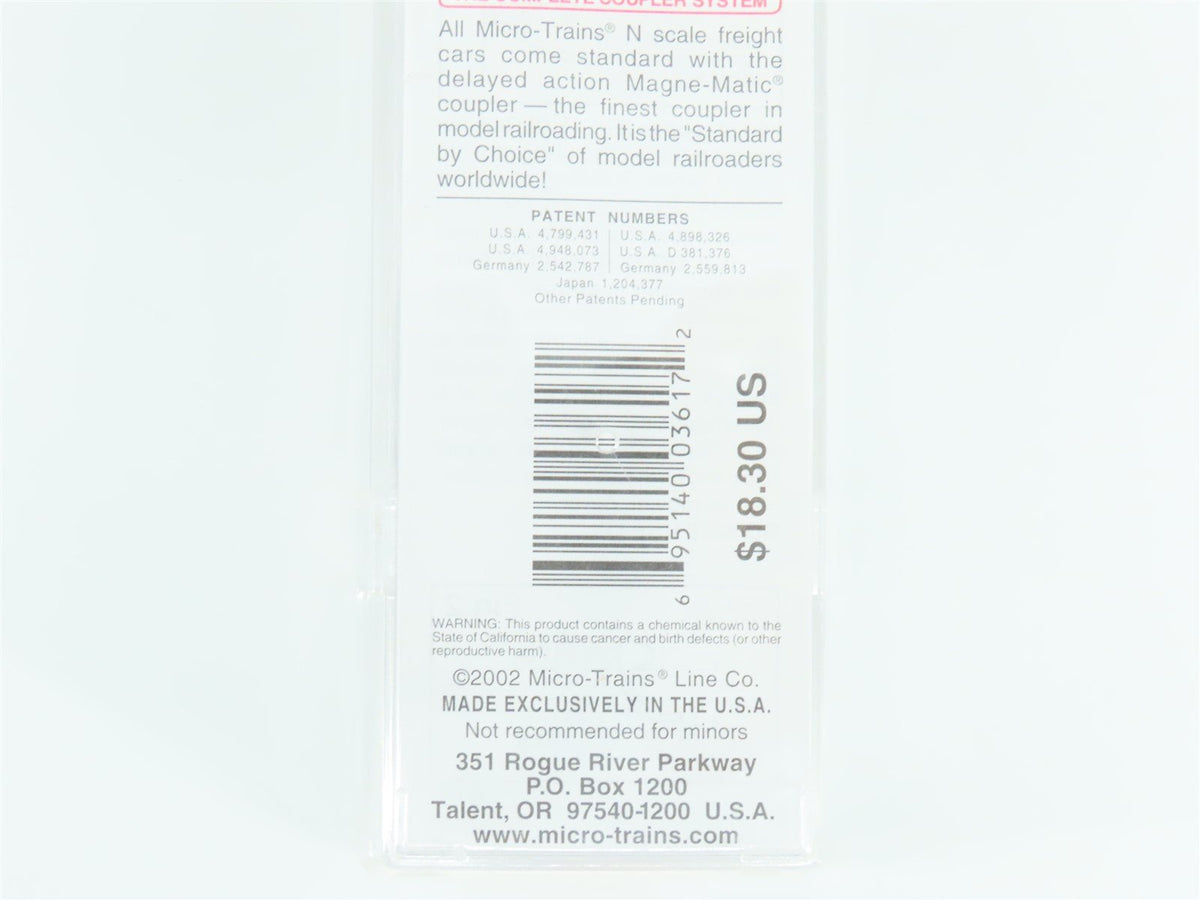 COMPLETE COUPLER SYSTEM
All Micro-Trains® N scale freight
cars come standard with the
delayed action Magne-Matic®
coupler — the finest coupler in
model railroading. It is the "Standard
by Choice" of model railroaders
worldwide!
PATENT NUMBERS
U.S.A. 4,799,431 | U.S.A. 4,898,326
U.S.A. 4,948,073 | U.S.A. D 381,376
Germany 2,542,787 | Germany 2,559,813
Japan 1,204,377
Other Patents Pending
6 95140 03617 2
$18.30 US
WARNING: This product contains a chemical known to the
State of California to cause cancer and birth defects (or other
reproductive harm).
©2002 Micro-Trains® Line Co.
MADE EXCLUSIVELY IN THE U.S.A.
Not recommended for minors
351 Rogue River Parkway
P.O. Box 1200
Talent, OR 97540-1200 U.S.A.
www.micro-trains.com